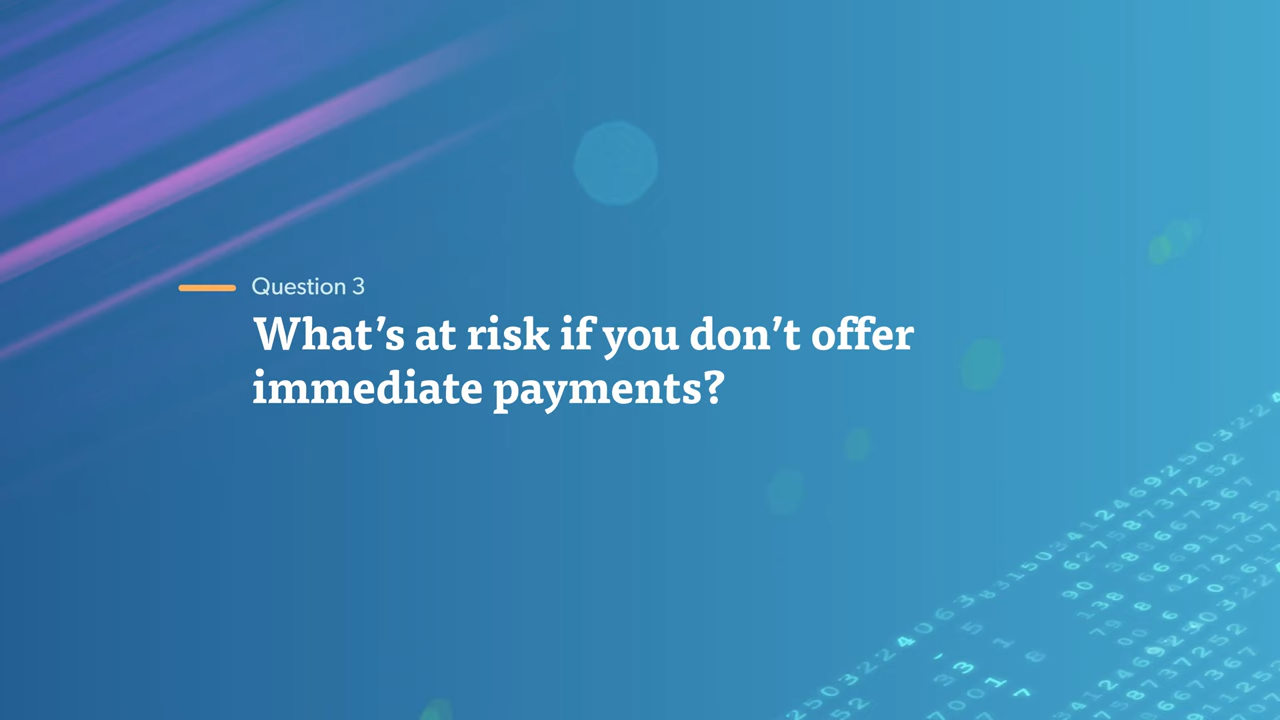 Question 3
What’s at risk if you don’t offer
immediate payments?